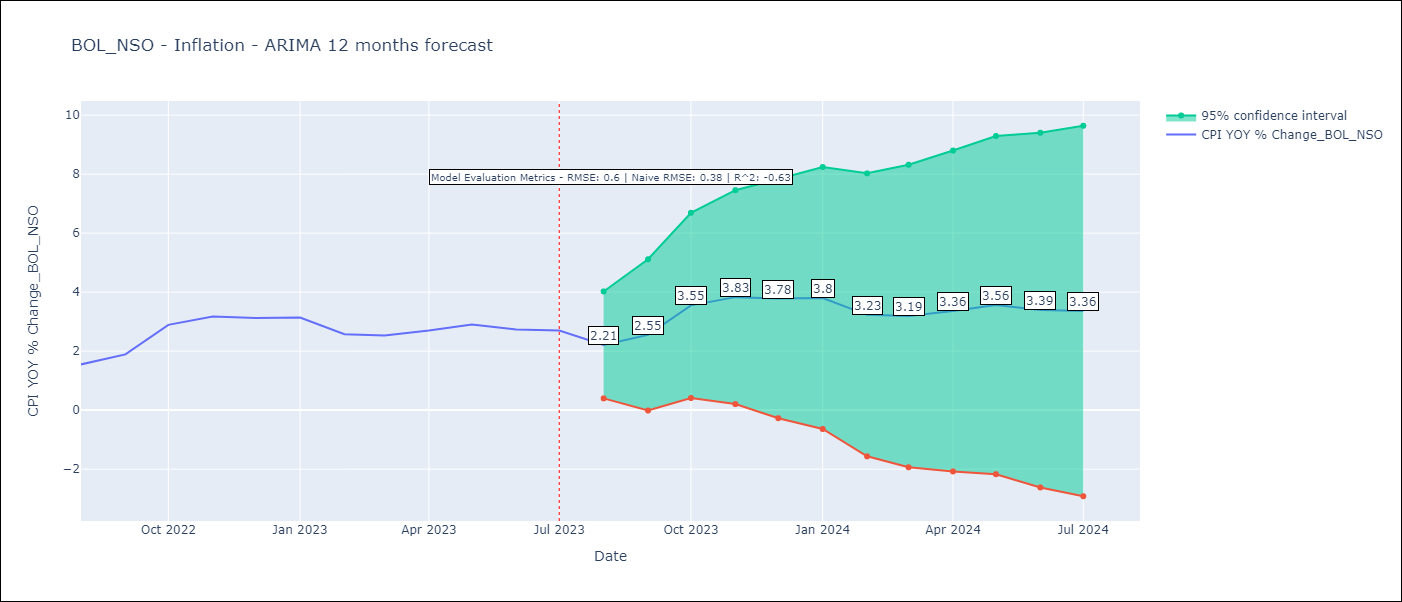 BOL_NSO - Inflation - ARIMA 12 months forecast
10
8
6
4
2
0
−2
CPI YOY % Change_BOL_NSO
Model Evaluation Metrics - RMSE: 0.6 | Naive RMSE: 0.38 | R^2: -0.63
2.21
2.55
3.55
3.83
3.78
3.8
3.23
3.19
3.36
3.56
3.39
3.36
Oct 2022
Jan 2023
Apr 2023
Jul 2023
Oct 2023
Jan 2024
Apr 2024
Jul 2024
Date
95% confidence interval
CPI YOY % Change_BOL_NSO